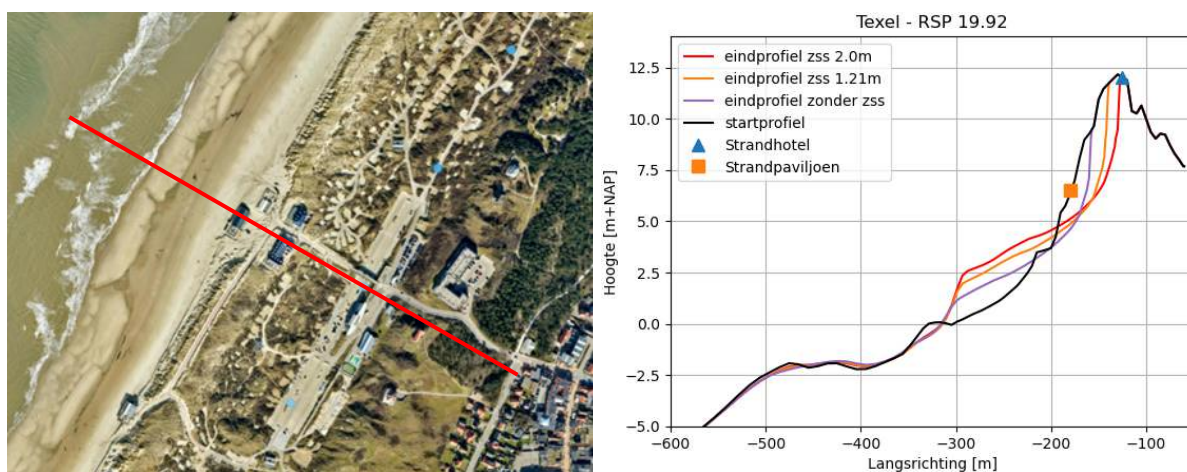 Texel - RSP 19.92
eindprofiel zss 2.0m
eindprofiel zss 1.21m
eindprofiel zonder zss
startprofiel
Strandhotel
Strandpaviljoen
Hoogte [m+NAP]
12.5
10.0
7.5
5.0
2.5
0.0
−2.5
−5.0
−600
−500
−400
−300
−200
−100
Langsrichting [m]